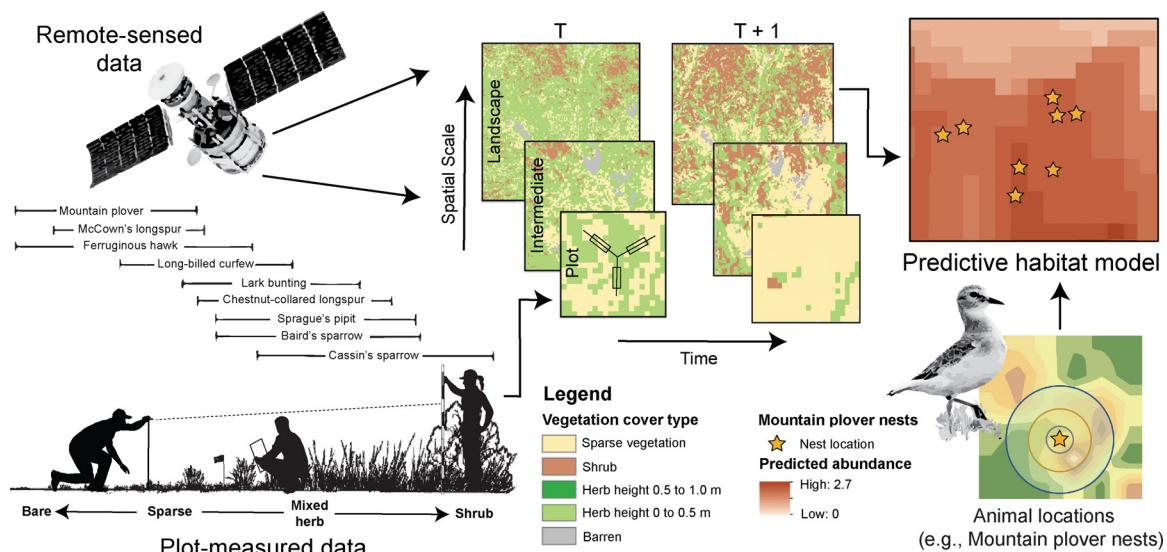 Remote-sensed
data
T
T + 1
Spatial Scale
Landscape
Intermediate
Plot
Time
Predictive habitat model
Mountain plover
McCown's longspur
Ferruginous hawk
Long-billed curfew
Lark bunting
Chestnut-collared longspur
Sprague's pipit
Baird's sparrow
Cassin's sparrow
Bare
Sparse
Mixed
herb
Shrub
Plot-measured data
Legend
Vegetation cover type
Sparse vegetation
Shrub
Herb height 0.5 to 1.0 m
Herb height 0 to 0.5 m
Barren
Mountain plover nests
Nest location
Predicted abundance
High: 2.7
Low: 0
Animal locations
(e.g., Mountain plover nests)